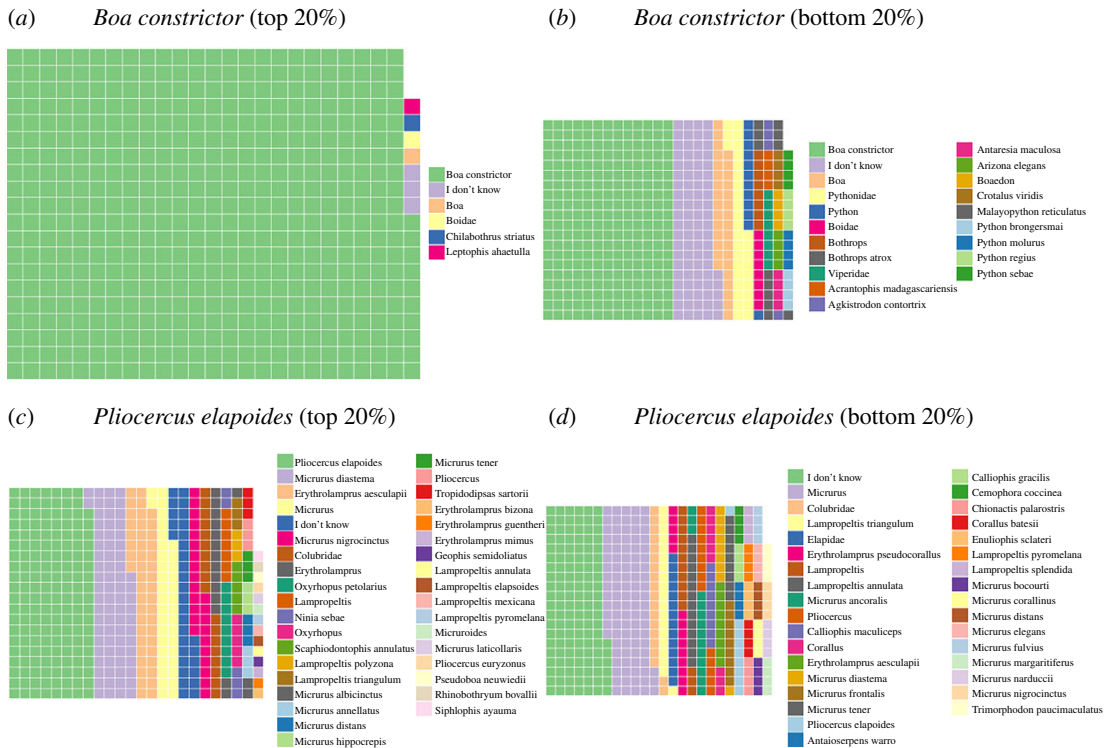 (a) Boa constrictor (top 20%)
Boa constrictor
I don't know
Boa
Boidae
Chilabothrus striatus
Leptophis ahaetulla
(b) Boa constrictor (bottom 20%)
Boa constrictor
I don't know
Boa
Pythonidae
Python
Boidae
Bothrops
Bothrops atrox
Viperidae
Acrantophis madagascariensis
Agkistrodon contortrix
Antaresia maculosa
Arizona elegans
Boaedon
Crotalus viridis
Malayopython reticulatus
Python brongersmai
Python molurus
Python regius
Python sebae
(c) Pliocercus elapoides (top 20%)
Pliocercus elapoides
Micrurus diastema
Erythrolamprus aesculapii
Micrurus
I don't know
Micrurus nigrocinctus
Colubridae
Erythrolamprus
Oxyrhopus petolarius
Lampropeltis
Ninia sebae
Oxyrhopus
Scaphiodontophis annulatus
Lampropeltis polyzona
Lampropeltis triangulum
Micrurus albicinctus
Micrurus annellatus
Micrurus distans
Micrurus hippocrepis
Micrurus tener
Pliocercus
Tropidodipsas sartorii
Erythrolamprus bizona
Erythrolamprus guentheri
Erythrolamprus mimus
Geophis semidoliatus
Lampropeltis annulata
Lampropeltis elapsoides
Lampropeltis mexicana
Lampropeltis pyromelana
Micruroides
Micrurus laticollaris
Pliocercus euryzonus
Pseudoboa neuwiedii
Rhinobothryum bovallii
Siphlophis ayauma
(d) Pliocercus elapoides (bottom 20%)
I don't know
Micrurus
Colubridae
Lampropeltis triangulum
Elapidae
Erythrolamprus pseudocorallus
Lampropeltis
Lampropeltis annulata
Micrurus ancoralis
Pliocercus
Calliophis maculiceps
Corallus
Erythrolamprus aesculapii
Micrurus diastema
Micrurus frontalis
Micrurus tener
Pliocercus elapoides
Antaioserpens warro
Calliophis gracilis
Cemophora coccinea
Chionactis palarostris
Corallus batesii
Enuliophis sclateri
Lampropeltis pyromelana
Lampropeltis splendida
Micrurus bocourti
Micrurus corallinus
Micrurus distans
Micrurus elegans
Micrurus fulvius
Micrurus margaritiferus
Micrurus narduccii
Micrurus nigrocinctus
Trimorphodon paucimaculatus